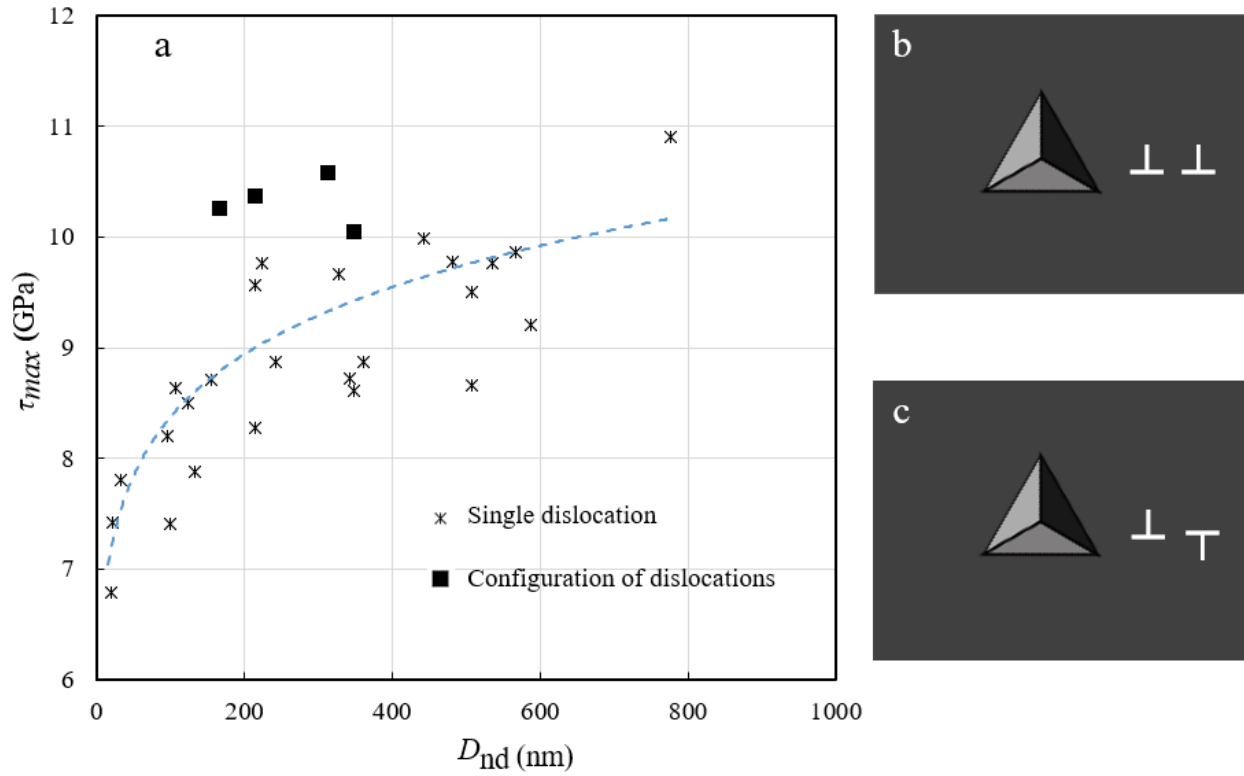 a
12
11
10
9
8
7
6
τmax (GPa)
Single dislocation
Configuration of dislocations
0 200 400 600 800 1000
Dnd (nm)
b
c